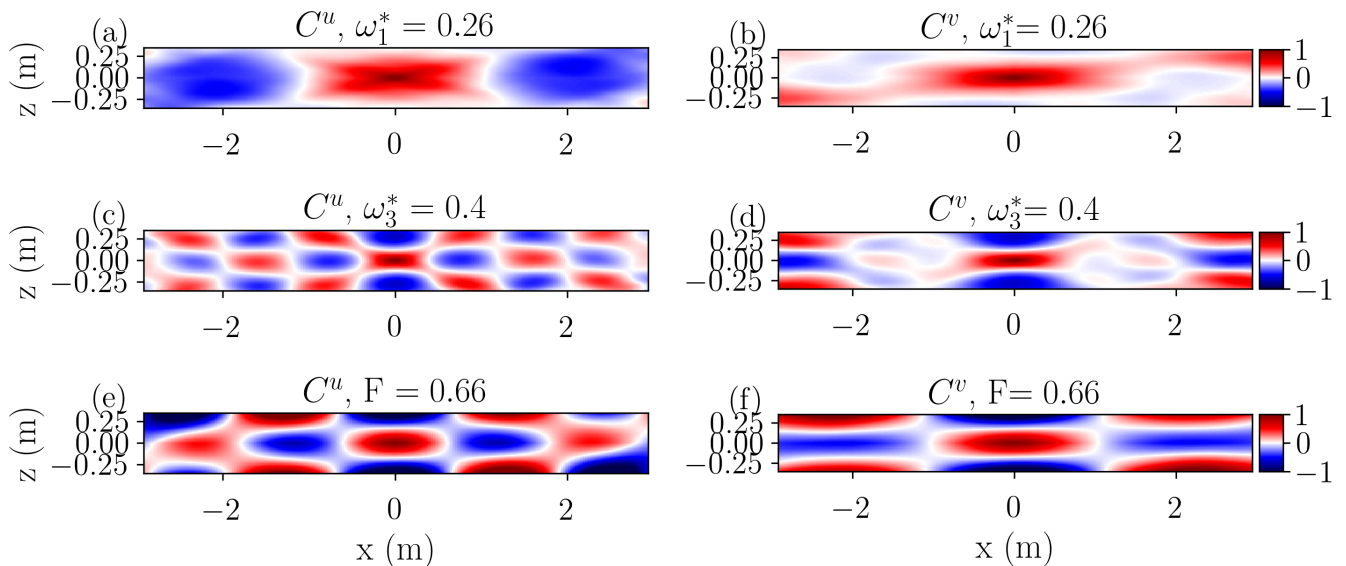 (a) C^u, ω_1^* = 0.26
z (m)
0.25
0.00
−0.25
−2 0 2
(b) C^v, ω_1^*= 0.26
0.25
0.00
−0.25
−2 0 2
1
0
−1
(c) C^u, ω_3^* = 0.4
z (m)
0.25
0.00
−0.25
−2 0 2
(d) C^v, ω_3^*= 0.4
0.25
0.00
−0.25
−2 0 2
1
0
−1
(e) C^u, F = 0.66
z (m)
0.25
0.00
−0.25
−2 0 2
x (m)
(f) C^v, F= 0.66
0.25
0.00
−0.25
−2 0 2
x (m)
1
0
−1